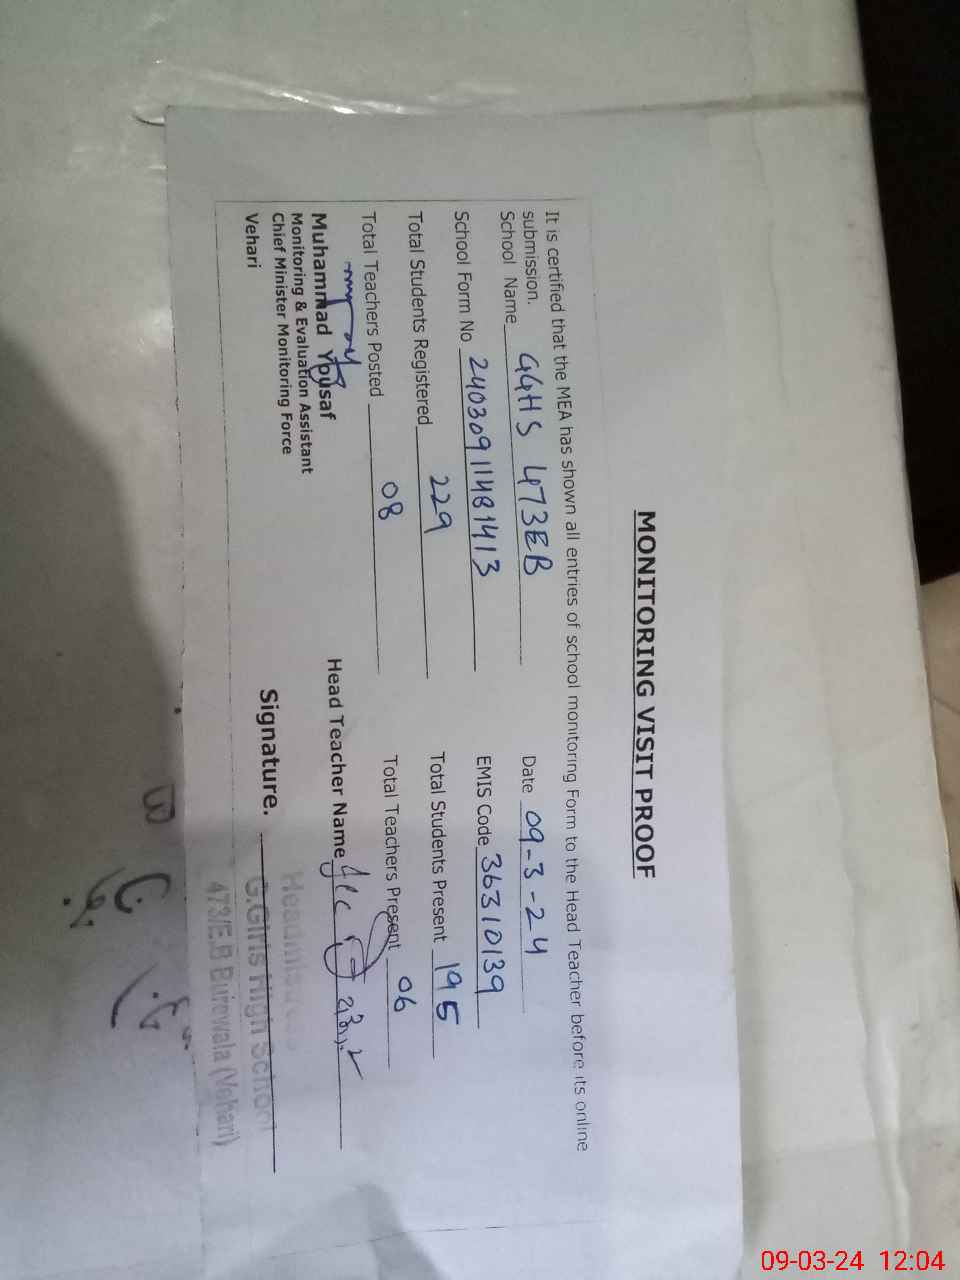 MONITORING VISIT PROOF
It is certified that the MEA has shown all entries of school monitoring Form to the Head Teacher before its online
submission.
School Name GGHS 473EB Date 09-3-24
School Form No 24030911481413 EMIS Code 36310139
Total Students Registered 229 Total Students Present 195
Total Teachers Posted 08 Total Teachers Present 06
Muhammad Yousaf
Monitoring & Evaluation Assistant
Chief Minister Monitoring Force
Vehari
Head Teacher Name
Signature.
Headmistress
G.Girls High School
473/E.B Burewala (Vehari)
09-03-24 12:04